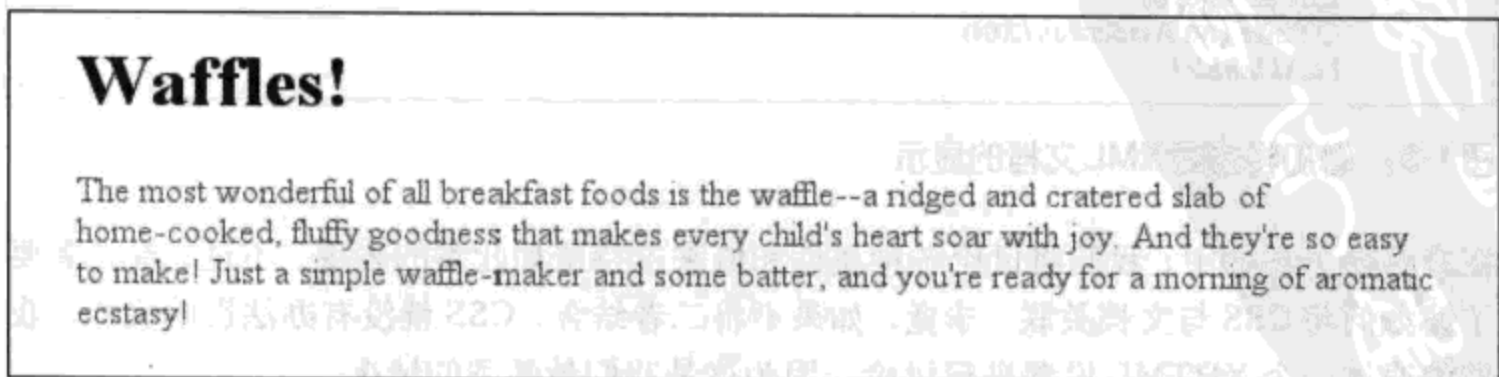 Waffles!
The most wonderful of all breakfast foods is the waffle--a ridged and cratered slab of
home-cooked, fluffy goodness that makes every child's heart soar with joy. And they're so easy
to make! Just a simple waffle-maker and some batter, and you're ready for a morning of aromatic
ecstasy!